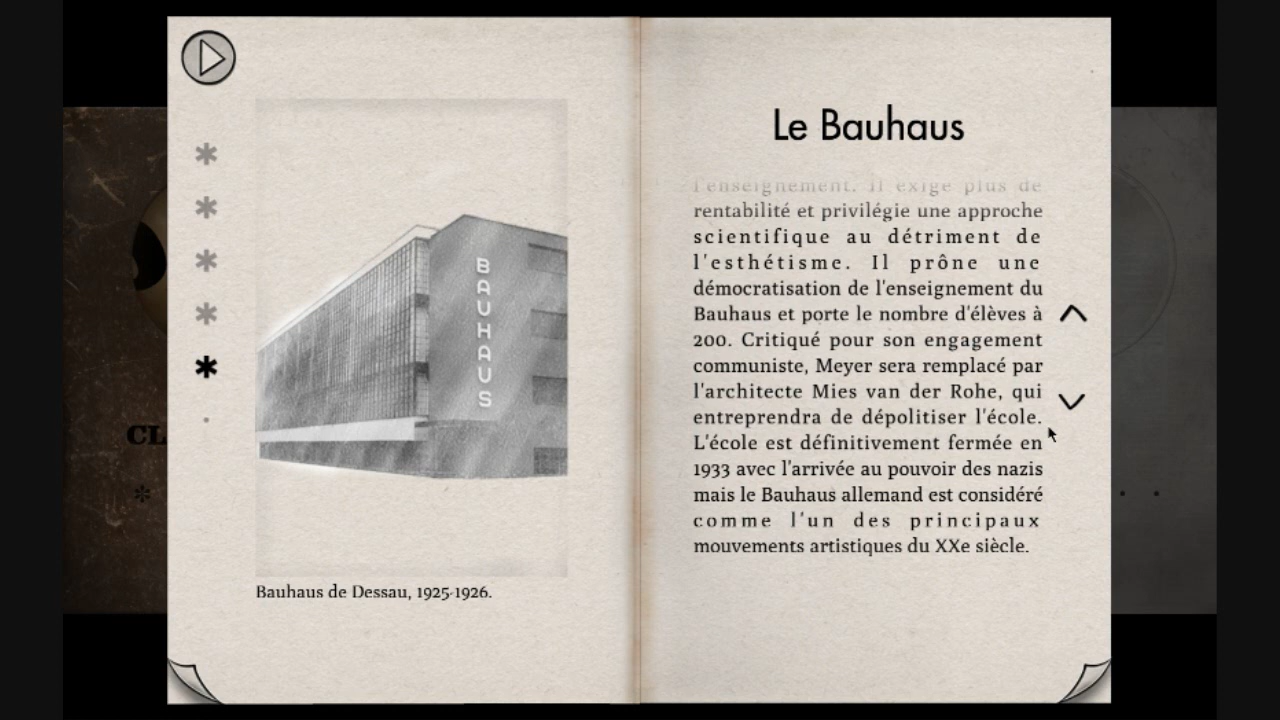 CL
BAUHAUS
Bauhaus de Dessau, 1925-1926.
Le Bauhaus
l'enseignement. Il exige plus de
rentabilité et privilégie une approche
scientifique au détriment de
l'esthétisme. Il prône une
démocratisation de l'enseignement du
Bauhaus et porte le nombre d'élèves à
200. Critiqué pour son engagement
communiste, Meyer sera remplacé par
l'architecte Mies van der Rohe, qui
entreprendra de dépolitiser l'école.
L'école est définitivement fermée en
1933 avec l'arrivée au pouvoir des nazis
mais le Bauhaus allemand est considéré
comme l'un des principaux
mouvements artistiques du XXe siècle.